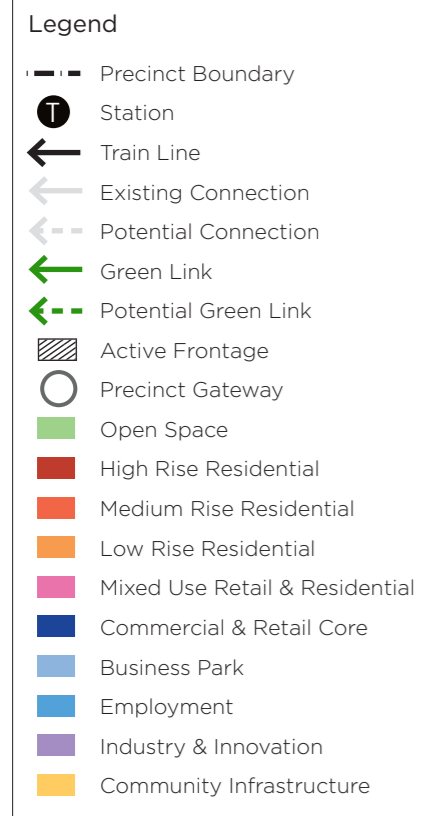 Legend
Precinct Boundary
T Station
Train Line
Existing Connection
Potential Connection
Green Link
Potential Green Link
Active Frontage
Precinct Gateway
Open Space
High Rise Residential
Medium Rise Residential
Low Rise Residential
Mixed Use Retail & Residential
Commercial & Retail Core
Business Park
Employment
Industry & Innovation
Community Infrastructure